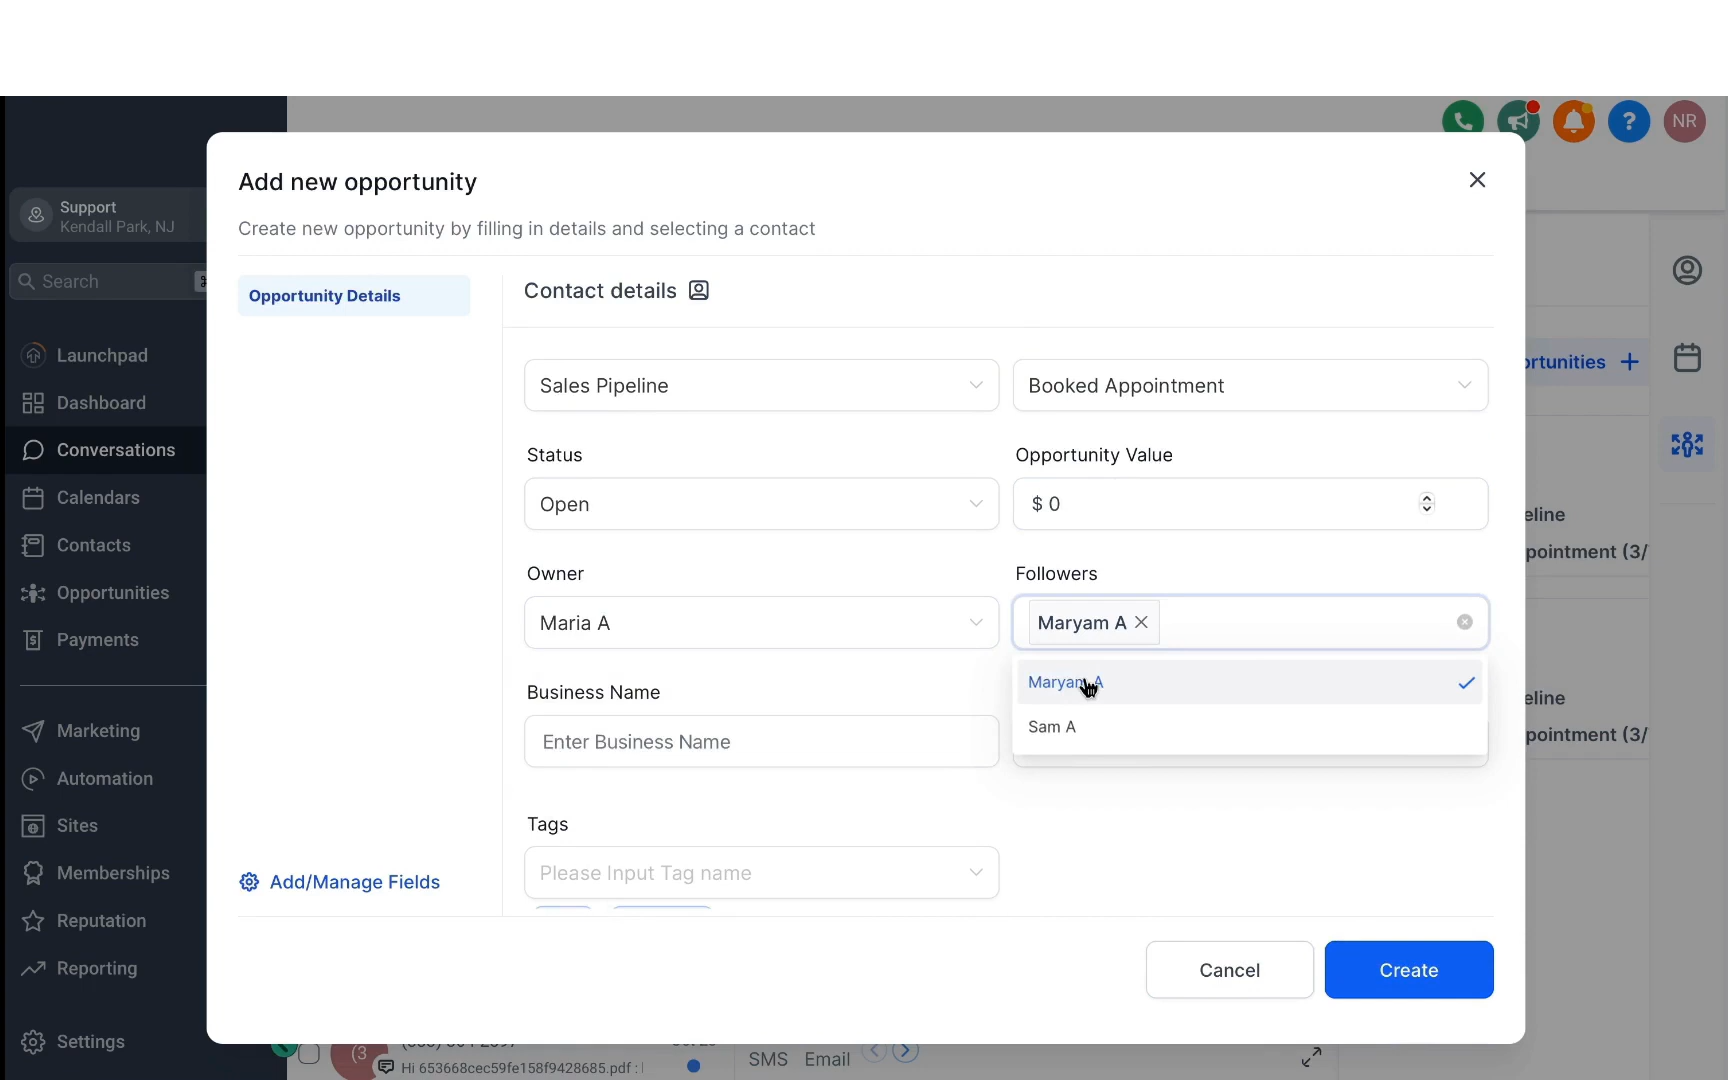 NR
Support
Kendall Park, NJ
Search
⌘
Launchpad
Dashboard
Conversations
Calendars
Contacts
Opportunities
Payments
Marketing
Automation
Sites
Memberships
Reputation
Reporting
Settings
Add new opportunity
Create new opportunity by filling in details and selecting a contact
Opportunity Details
Add/Manage Fields
Contact details
Sales Pipeline
Booked Appointment
Status
Opportunity Value
Open
$ 0
Owner
Followers
Maria A
Maryam A
Maryam A
Sam A
Business Name
Enter Business Name
Tags
Please Input Tag name
Cancel
Create
ortunities +
eline
pointment (3/
eline
pointment (3/
(3
Hi 653668cec59fe158f9428685.pdf :
SMS
Email